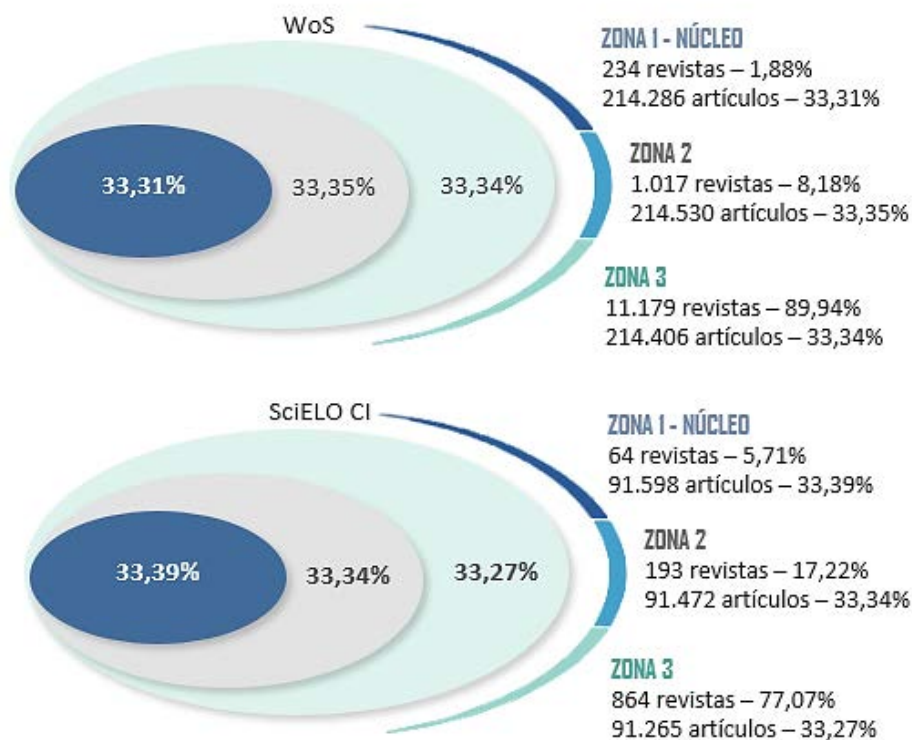 WoS
33,31%
33,35%
33,34%
ZONA 1 - NÚCLEO
234 revistas – 1,88%
214.286 artículos – 33,31%
ZONA 2
1.017 revistas – 8,18%
214.530 artículos – 33,35%
ZONA 3
11.179 revistas – 89,94%
214.406 artículos – 33,34%
SciELO CI
33,39%
33,34%
33,27%
ZONA 1 - NÚCLEO
64 revistas – 5,71%
91.598 artículos – 33,39%
ZONA 2
193 revistas – 17,22%
91.472 artículos – 33,34%
ZONA 3
864 revistas – 77,07%
91.265 artículos – 33,27%